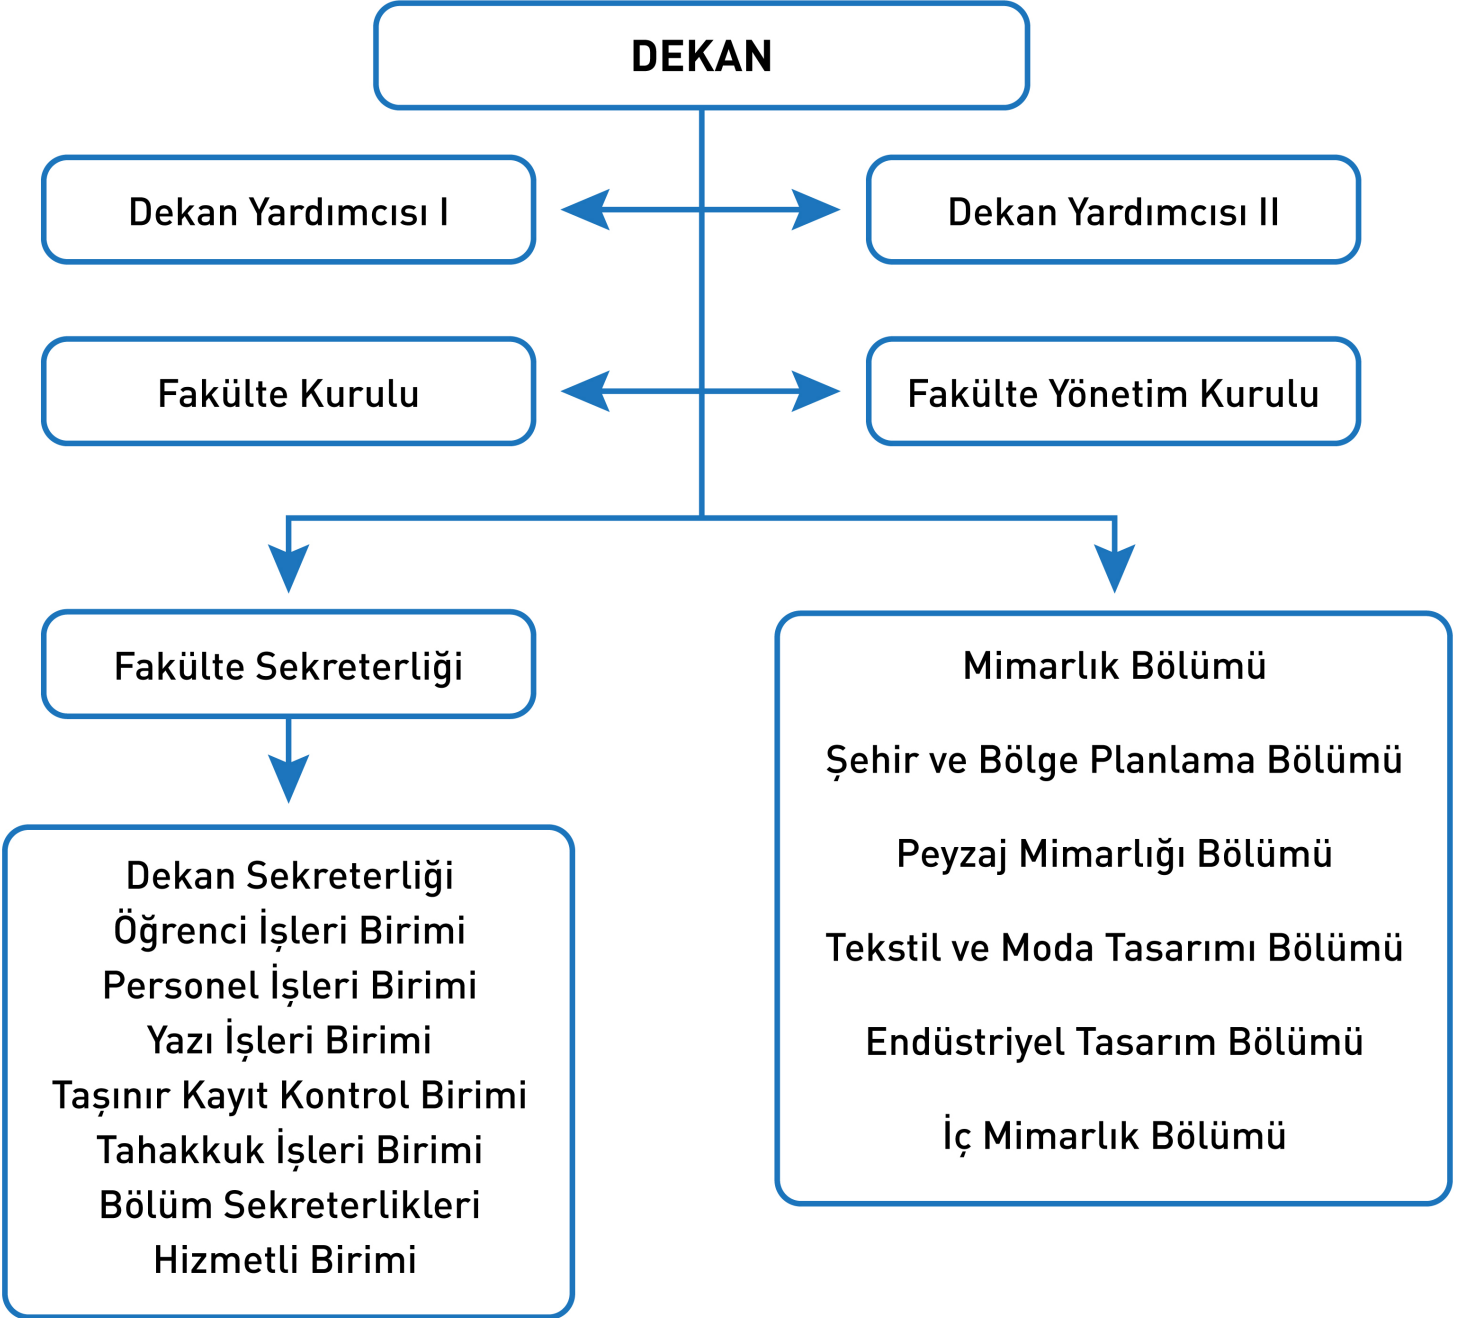 DEKAN
Dekan Yardımcısı I
Dekan Yardımcısı II
Fakülte Kurulu
Fakülte Yönetim Kurulu
Fakülte Sekreterliği
Dekan Sekreterliği
Öğrenci İşleri Birimi
Personel İşleri Birimi
Yazı İşleri Birimi
Taşınır Kayıt Kontrol Birimi
Tahakkuk İşleri Birimi
Bölüm Sekreterlikleri
Hizmetli Birimi
Mimarlık Bölümü
Şehir ve Bölge Planlama Bölümü
Peyzaj Mimarlığı Bölümü
Tekstil ve Moda Tasarımı Bölümü
Endüstriyel Tasarım Bölümü
İç Mimarlık Bölümü